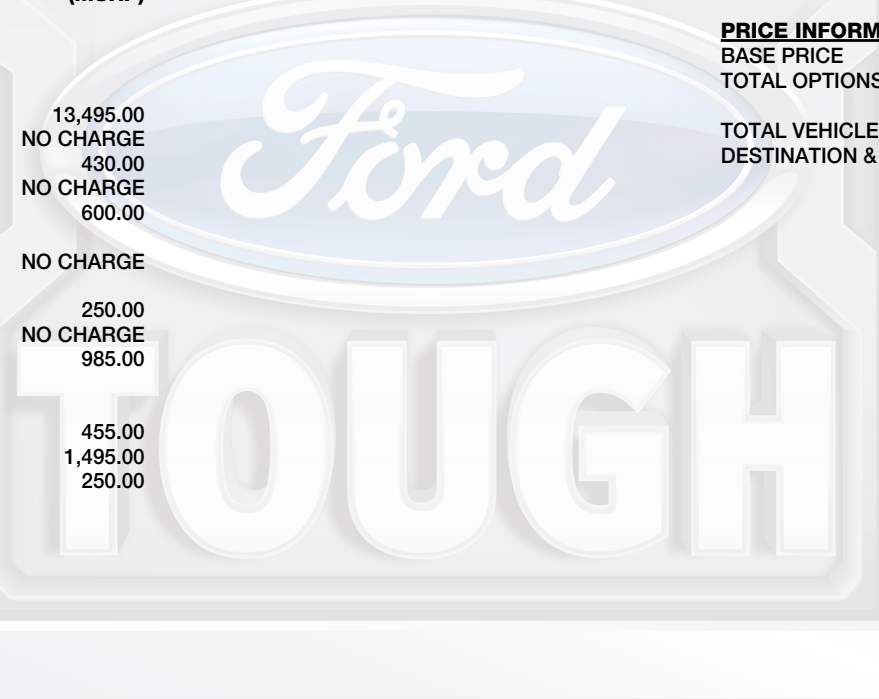 (MSRP)
13,495.00
NO CHARGE
430.00
NO CHARGE
600.00
NO CHARGE
250.00
NO CHARGE
985.00
455.00
1,495.00
250.00
PRICE INFORM
BASE PRICE
TOTAL OPTIONS
TOTAL VEHICLE
DESTINATION &
Ford
TOUGH